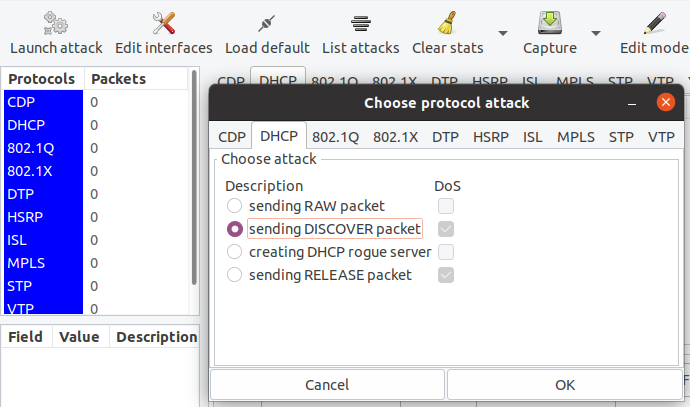 Launch attack Edit interfaces Load default List attacks Clear stats Capture Edit mode
Protocols Packets
CDP 0
DHCP 0
802.1Q 0
802.1X 0
DTP 0
HSRP 0
ISL 0
MPLS 0
STP 0
VTP 0
Field Value Description
CDP DHCP 802.1Q 802.1X DTP HSRP ISL MPLS STP VTP
Choose protocol attack
CDP DHCP 802.1Q 802.1X DTP HSRP ISL MPLS STP VTP
Choose attack
Description DoS
sending RAW packet
sending DISCOVER packet
creating DHCP rogue server
sending RELEASE packet
Cancel OK